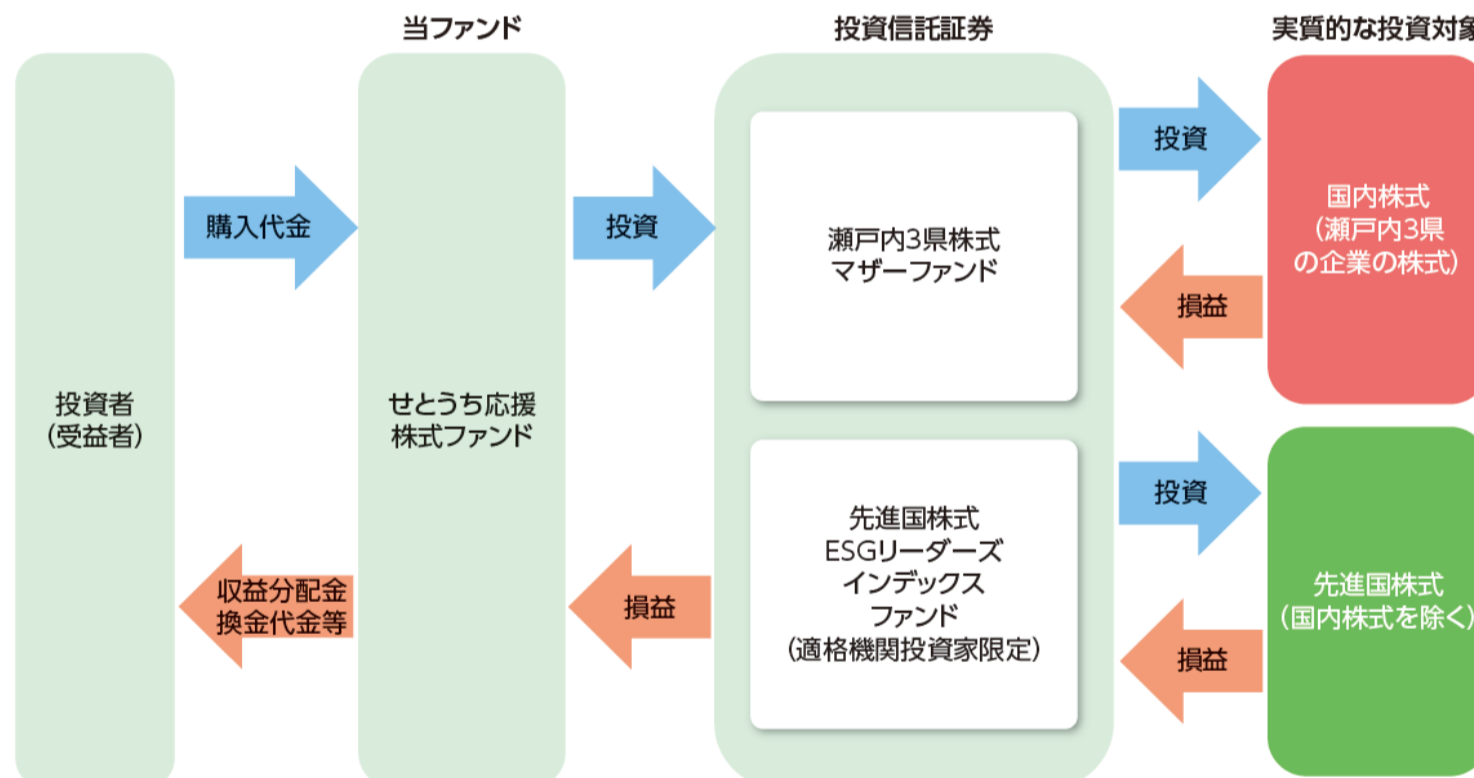 当ファンド
投資信託証券
実質的な投資対象
投資者
(受益者)
購入代金
収益分配金
換金代金等
せとうち応援
株式ファンド
投資
損益
瀬戸内3県株式
マザーファンド
先進国株式
ESGリーダーズ
インデックス
ファンド
(適格機関投資家限定)
投資
損益
国内株式
(瀬戸内3県
の企業の株式)
投資
損益
先進国株式
(国内株式を除く)